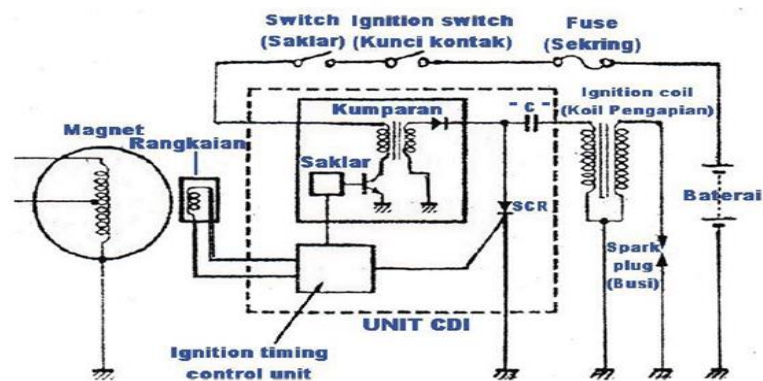 Switch Ignition switch
(Saklar) (Kunci kontak)
Fuse
(Sekring)
Ignition coil
(Koil Pengapian)
Kumparan
" C "
Magnet
Rangkaian
Saklar
SCR
Baterai
Spark
plug
(Busi)
UNIT CDI
Ignition timing
control unit